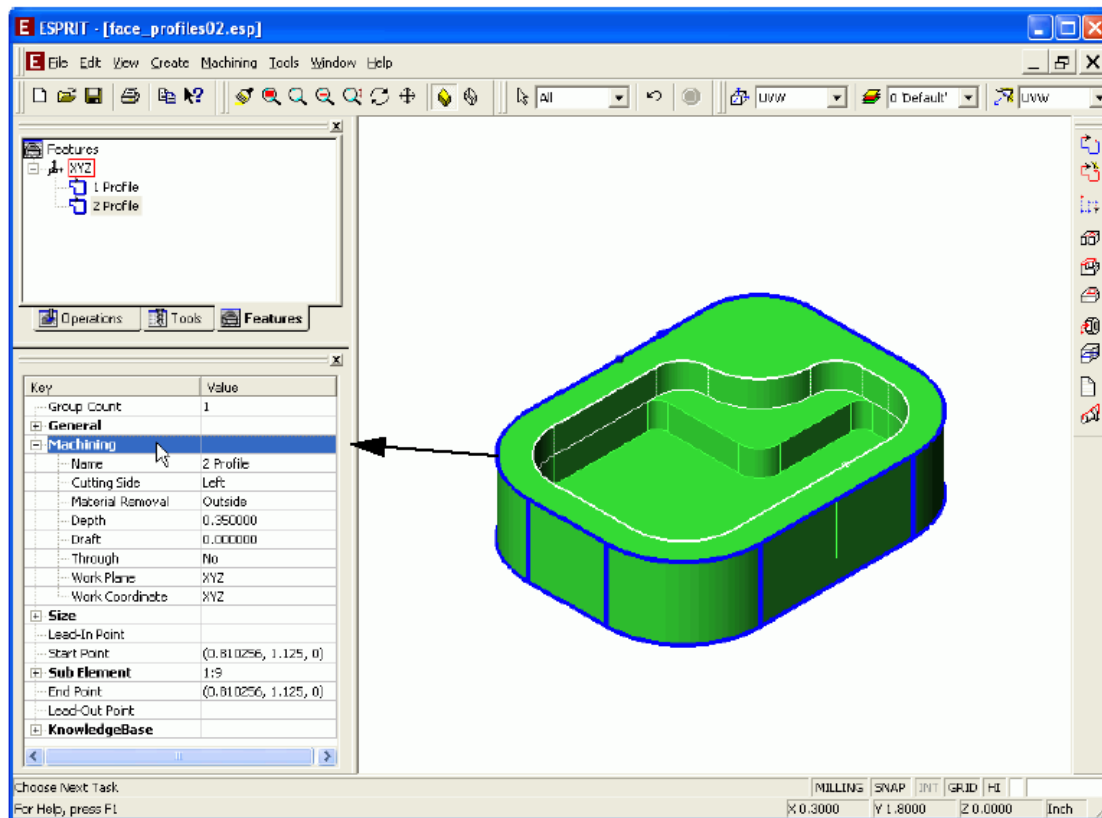 ESPRIT - [face_profiles02.esp]
File Edit View Create Machining Tools Window Help
All UVW 0 'Default' UVW
Features
XYZ
1 Profile
2 Profile
Operations Tools Features
Key Value
Group Count 1
General
Machining
Name 2 Profile
Cutting Side Left
Material Removal Outside
Depth 0.350000
Draft 0.000000
Through No
Work Plane XYZ
Work Coordinate XYZ
Size
Lead-In Point
Start Point (0.810256, 1.125, 0)
Sub Element 1:9
End Point (0.810256, 1.125, 0)
Lead-Out Point
KnowledgeBase
Choose Next Task MILLING SNAP INT GRID HI
For Help, press F1 X 0.3000 Y 1.8000 Z 0.0000 Inch